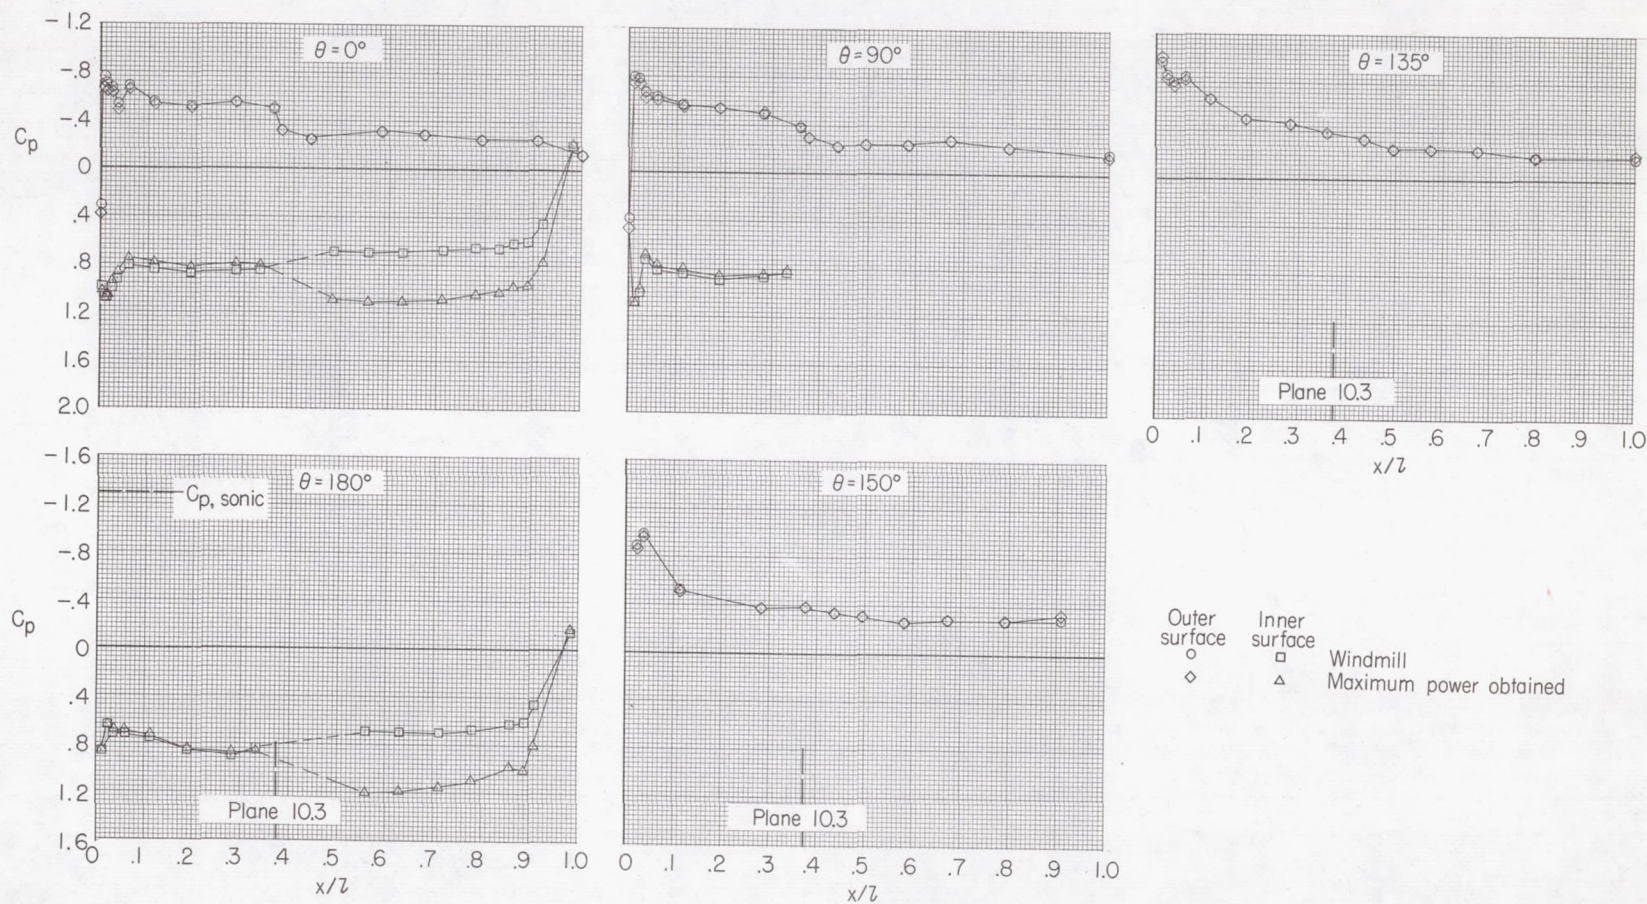 θ=0°
θ=90°
θ=135°
-1.2
-.8
-.4
0
.4
.8
1.2
1.6
2.0
Cp
Plane 10.3
0 .1 .2 .3 .4 .5 .6 .7 .8 .9 1.0
x/l
θ=180°
θ=150°
Cp, sonic
-1.6
-1.2
-.8
-.4
0
.4
.8
1.2
1.6
Cp
Plane 10.3
Plane 10.3
0 .1 .2 .3 .4 .5 .6 .7 .8 .9 1.0
x/l
0 .1 .2 .3 .4 .5 .6 .7 .8 .9 1.0
x/l
Outer surface
Inner surface
Windmill
Maximum power obtained